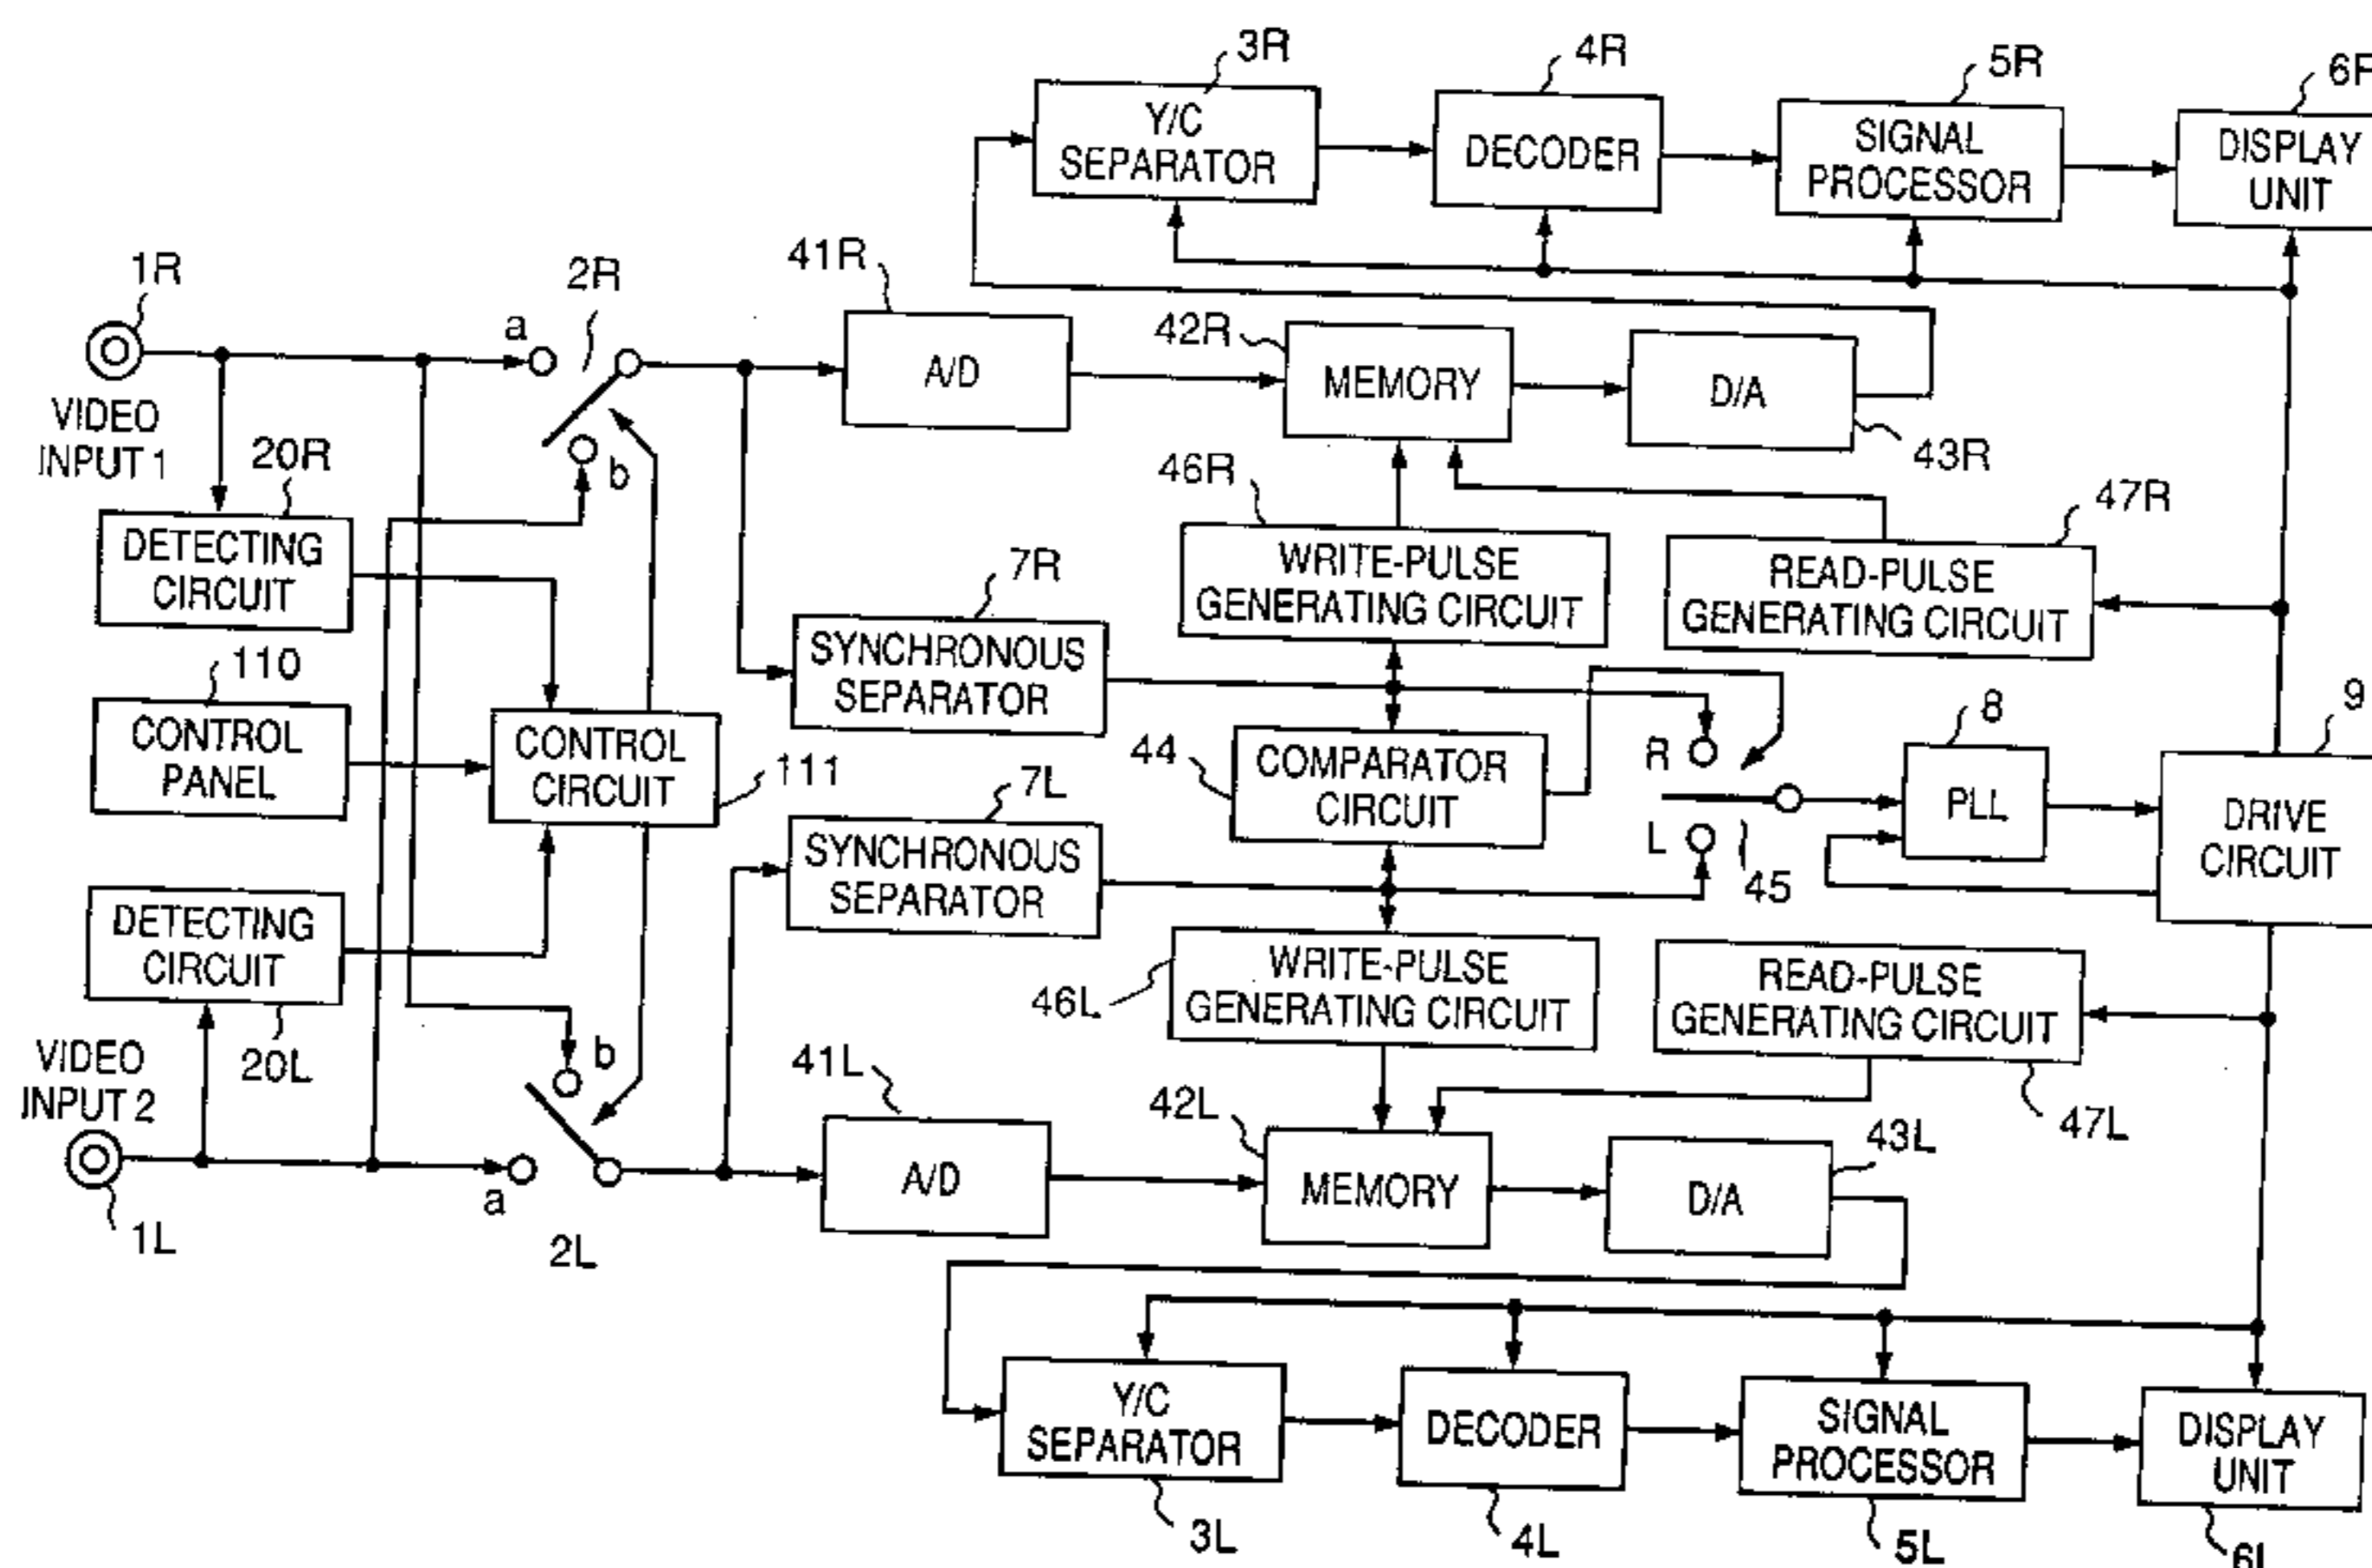 3R
4R
5R
6R
Y/C
SEPARATOR
DECODER
SIGNAL
PROCESSOR
DISPLAY
UNIT
1R
2R
41R
42R
43R
a
b
VIDEO
INPUT 1
A/D
MEMORY
D/A
20R
46R
47R
DETECTING
CIRCUIT
WRITE-PULSE
GENERATING CIRCUIT
READ-PULSE
GENERATING CIRCUIT
7R
SYNCHRONOUS
SEPARATOR
110
CONTROL
PANEL
CONTROL
CIRCUIT
111
44
COMPARATOR
CIRCUIT
R
L
45
8
PLL
9
DRIVE
CIRCUIT
7L
SYNCHRONOUS
SEPARATOR
DETECTING
CIRCUIT
20L
46L
WRITE-PULSE
GENERATING CIRCUIT
READ-PULSE
GENERATING CIRCUIT
47L
VIDEO
INPUT 2
1L
b
a
2L
41L
A/D
42L
MEMORY
43L
D/A
Y/C
SEPARATOR
DECODER
SIGNAL
PROCESSOR
DISPLAY
UNIT
3L
4L
5L
6L